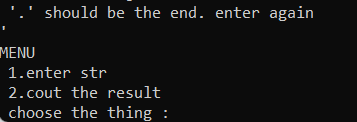 '.' should be the end. enter again
'
MENU
1.enter str
2.cout the result
choose the thing :